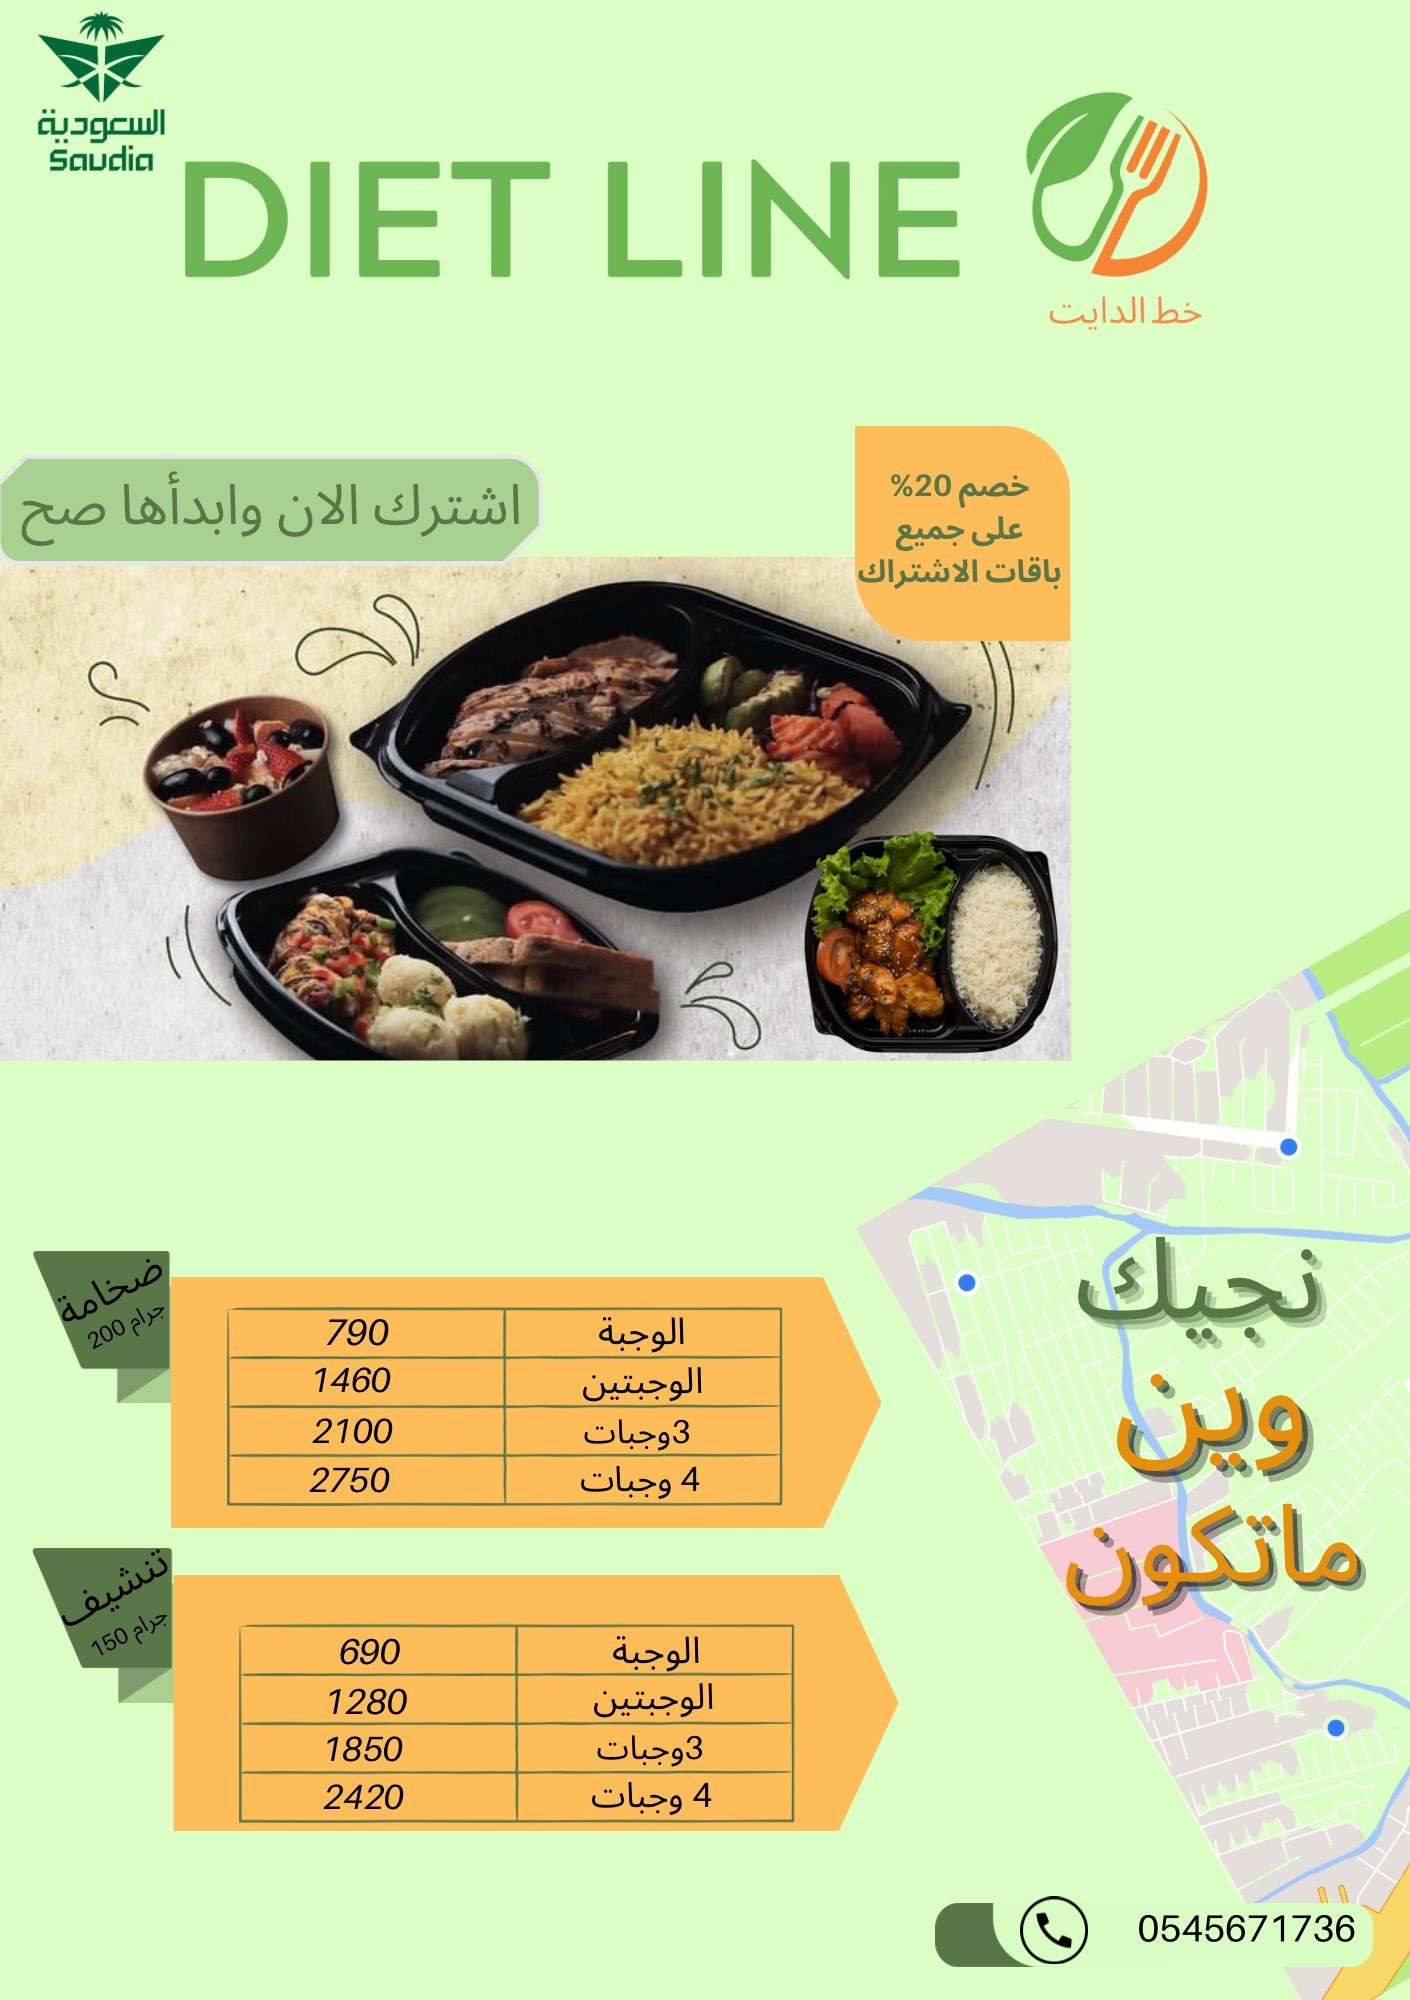 السعودية
Saudia
DIET LINE
خط الدايت
اشترك الان وابدأها صح
خصم 20%
على جميع
باقات الاشتراك
ضخامة
200 جرام
الوجبة 790
الوجبتين 1460
3وجبات 2100
4 وجبات 2750
تنشيف
150 جرام
الوجبة 690
الوجبتين 1280
3وجبات 1850
4 وجبات 2420
نجيك
وين
ماتكون
0545671736